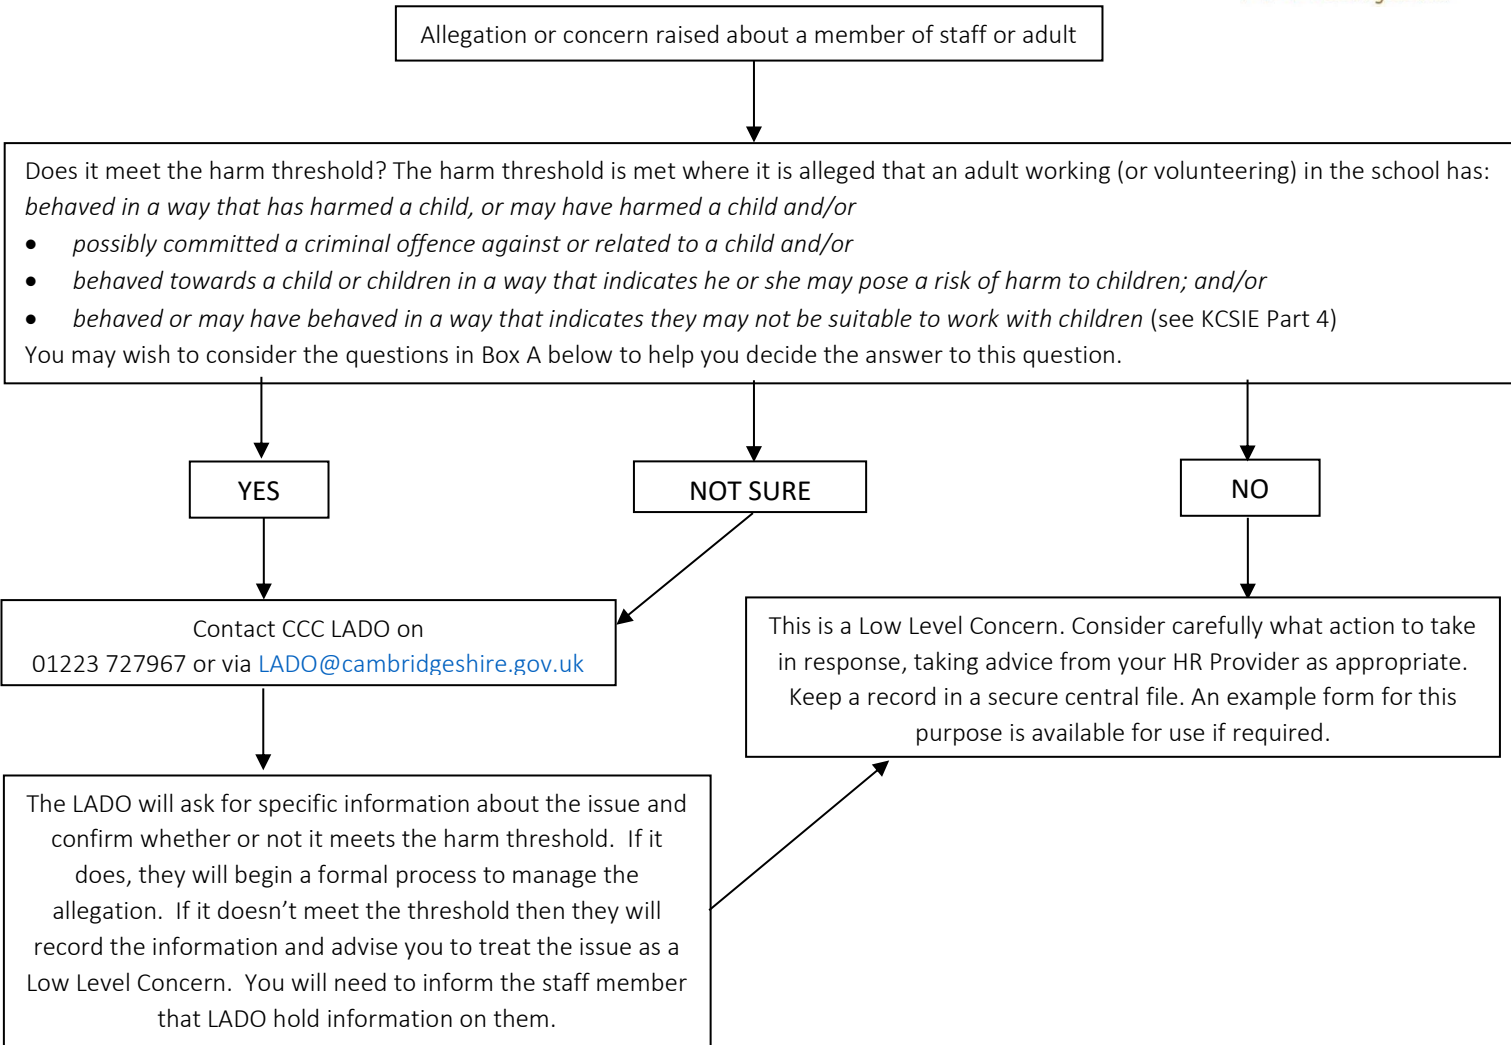 Allegation or concern raised about a member of staff or adult
Does it meet the harm threshold? The harm threshold is met where it is alleged that an adult working (or volunteering) in the school has:
behaved in a way that has harmed a child, or may have harmed a child and/or
• possibly committed a criminal offence against or related to a child and/or
• behaved towards a child or children in a way that indicates he or she may pose a risk of harm to children; and/or
• behaved or may have behaved in a way that indicates they may not be suitable to work with children (see KCSIE Part 4)
You may wish to consider the questions in Box A below to help you decide the answer to this question.
YES
NOT SURE
NO
Contact CCC LADO on
01223 727967 or via LADO@cambridgeshire.gov.uk
This is a Low Level Concern. Consider carefully what action to take
in response, taking advice from your HR Provider as appropriate.
Keep a record in a secure central file. An example form for this
purpose is available for use if required.
The LADO will ask for specific information about the issue and
confirm whether or not it meets the harm threshold.  If it
does, they will begin a formal process to manage the
allegation.  If it doesn't meet the threshold then they will
record the information and advise you to treat the issue as a
Low Level Concern.  You will need to inform the staff member
that LADO hold information on them.